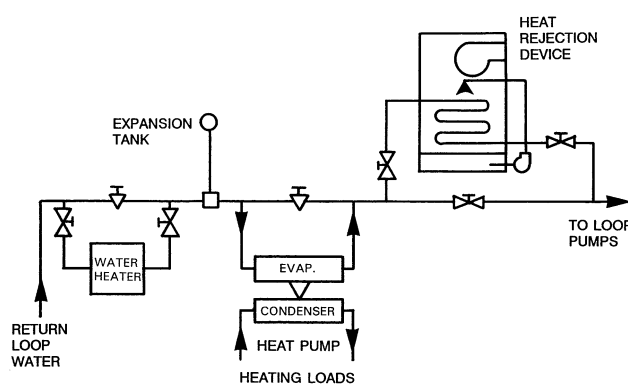 HEAT
REJECTION
DEVICE
EXPANSION
TANK
TO LOOP
PUMPS
WATER
HEATER
EVAP.
CONDENSER
RETURN
LOOP
WATER
HEAT PUMP
HEATING LOADS